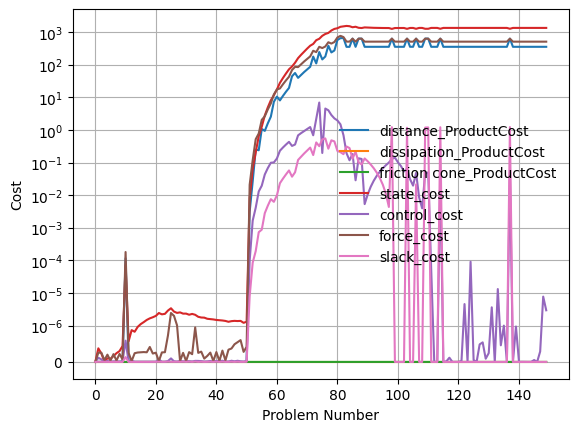 10³
10²
10¹
10⁰
10⁻¹
10⁻²
10⁻³
10⁻⁴
10⁻⁵
10⁻⁶
0
Cost
distance_ProductCost
dissipation_ProductCost
friction cone_ProductCost
state_cost
control_cost
force_cost
slack_cost
0 20 40 60 80 100 120 140
Problem Number